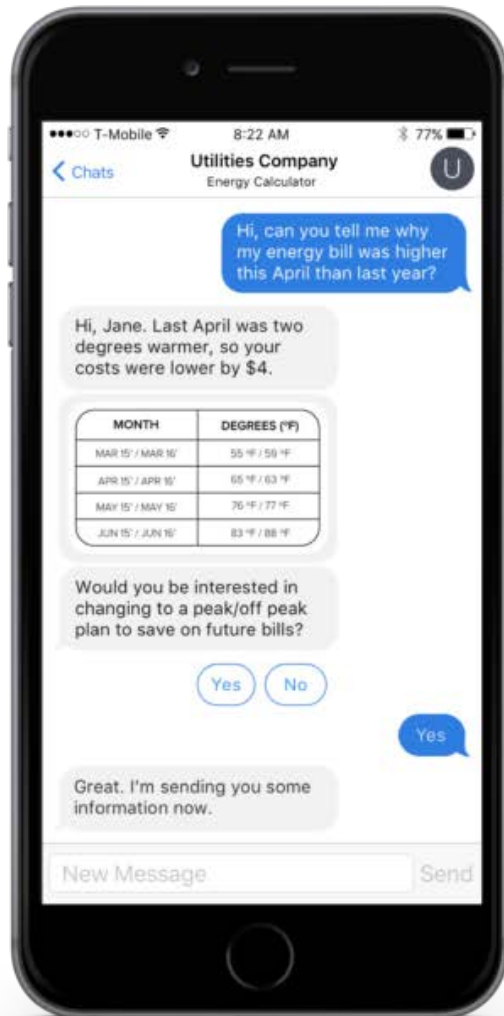 T-Mobile 8:22 AM 77%
Chats Utilities Company U
Energy Calculator
Hi, can you tell me why
my energy bill was higher
this April than last year?
Hi, Jane. Last April was two
degrees warmer, so your
costs were lower by $4.
MONTH DEGREES (°F)
MAR 15' / MAR 16' 55 °F / 59 °F
APR 15' / APR 16' 65 °F / 63 °F
MAY 15' / MAY 16' 76 °F / 77 °F
JUN 15' / JUN 16' 83 °F / 88 °F
Would you be interested in
changing to a peak/off peak
plan to save on future bills?
Yes No
Yes
Great. I'm sending you some
information now.
New Message Send